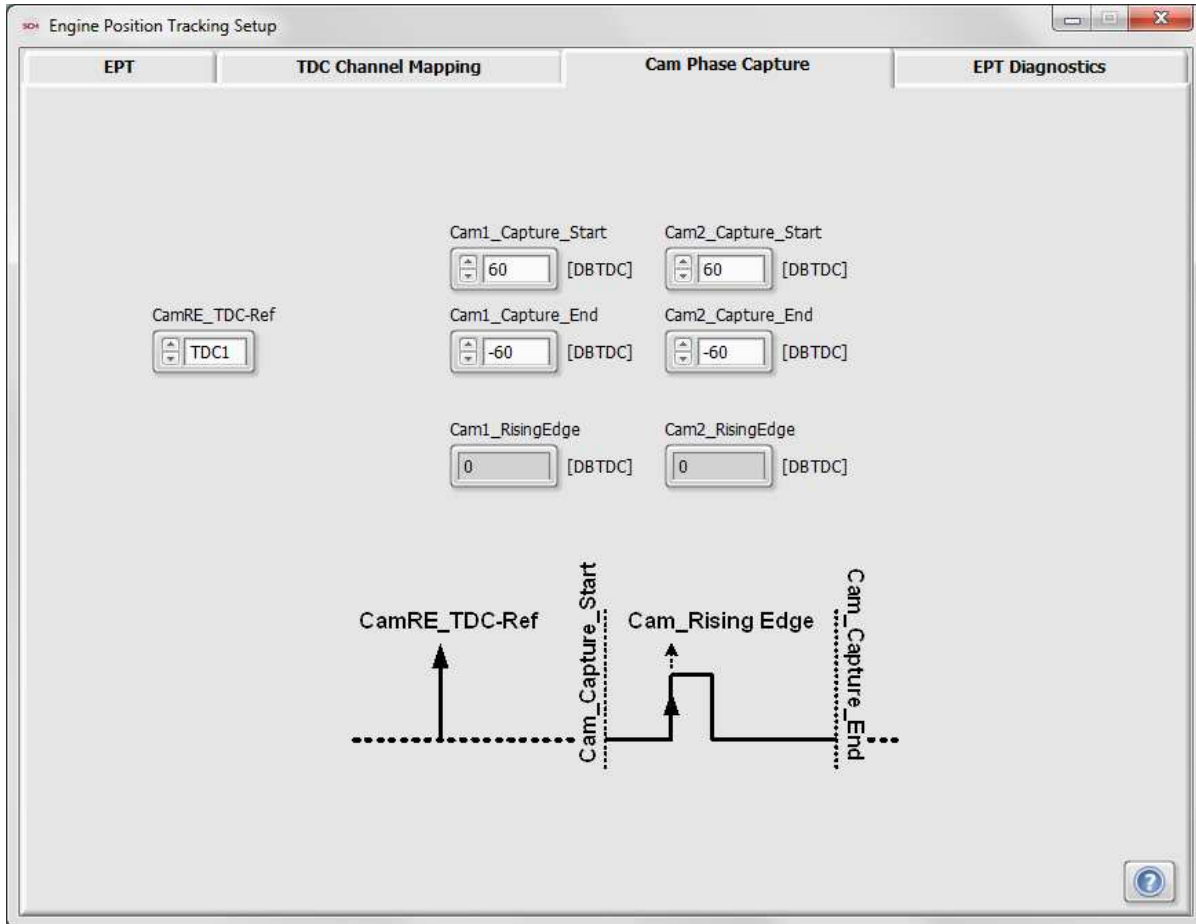 Engine Position Tracking Setup
EPT
TDC Channel Mapping
Cam Phase Capture
EPT Diagnostics
Cam1_Capture_Start
Cam2_Capture_Start
60 [DBTDC]
60 [DBTDC]
CamRE_TDC-Ref
Cam1_Capture_End
Cam2_Capture_End
TDC1
-60 [DBTDC]
-60 [DBTDC]
Cam1_RisingEdge
Cam2_RisingEdge
0 [DBTDC]
0 [DBTDC]
CamRE_TDC-Ref
Cam_Capture_Start
Cam_Rising Edge
Cam_Capture_End
?